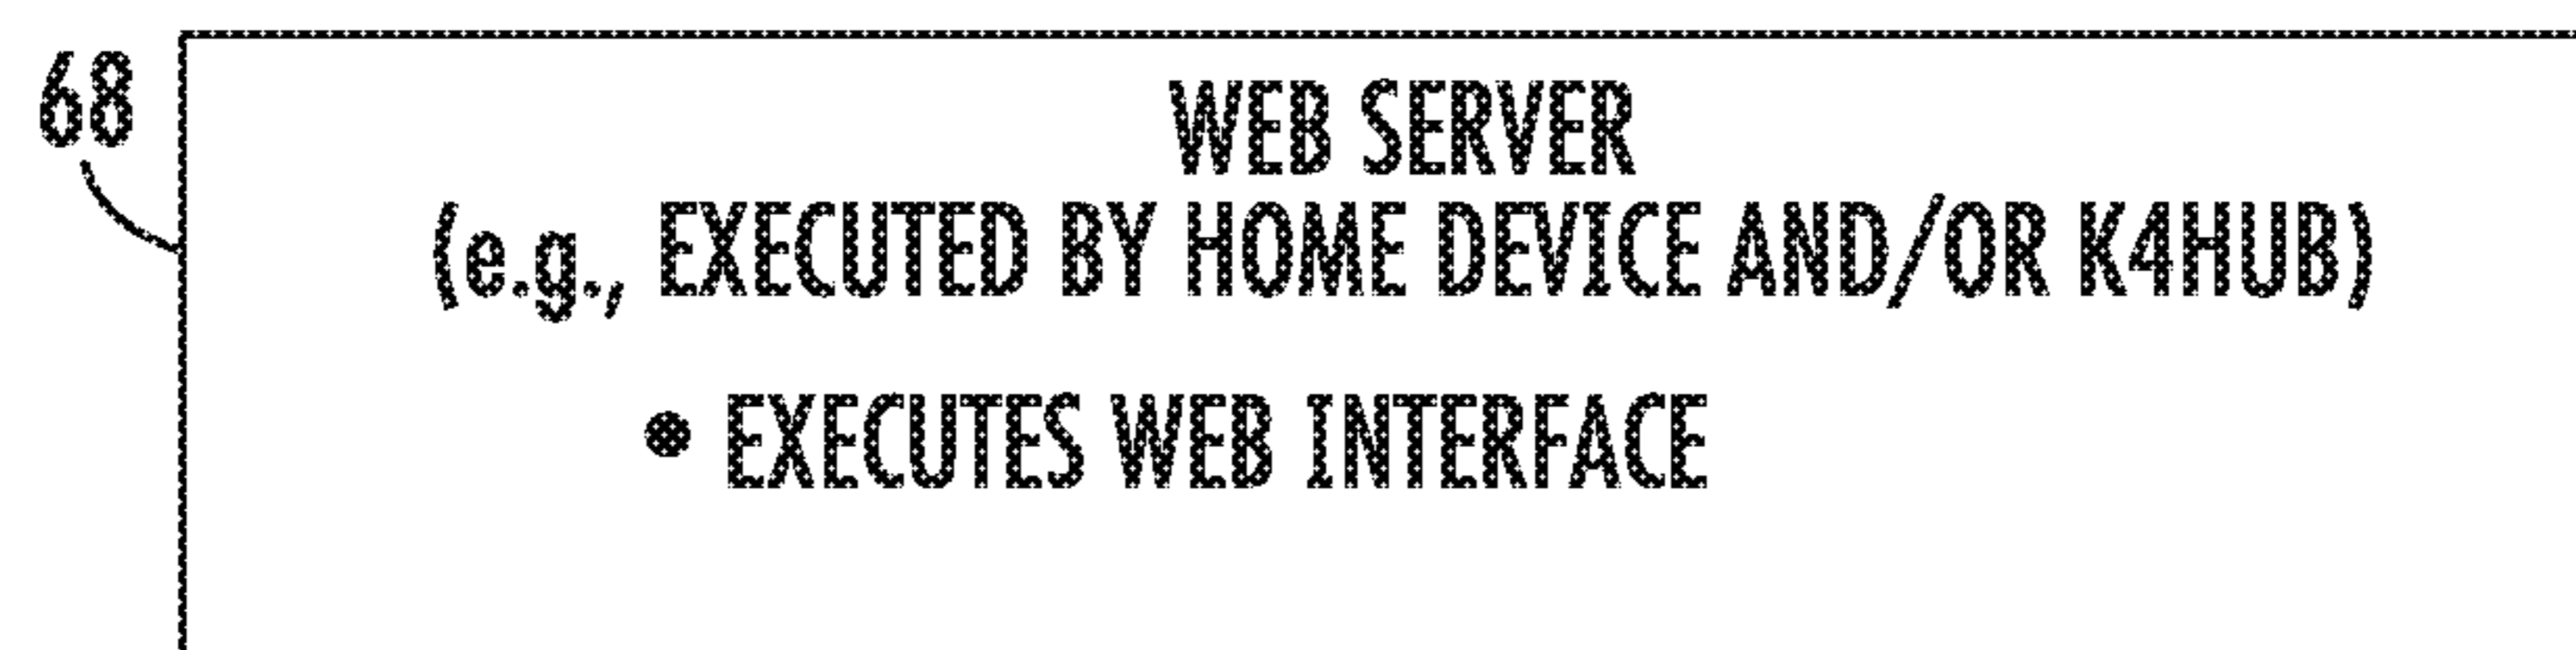 68
WEB SERVER
(e.g., EXECUTED BY HOME DEVICE AND/OR K4HUB)
• EXECUTES WEB INTERFACE